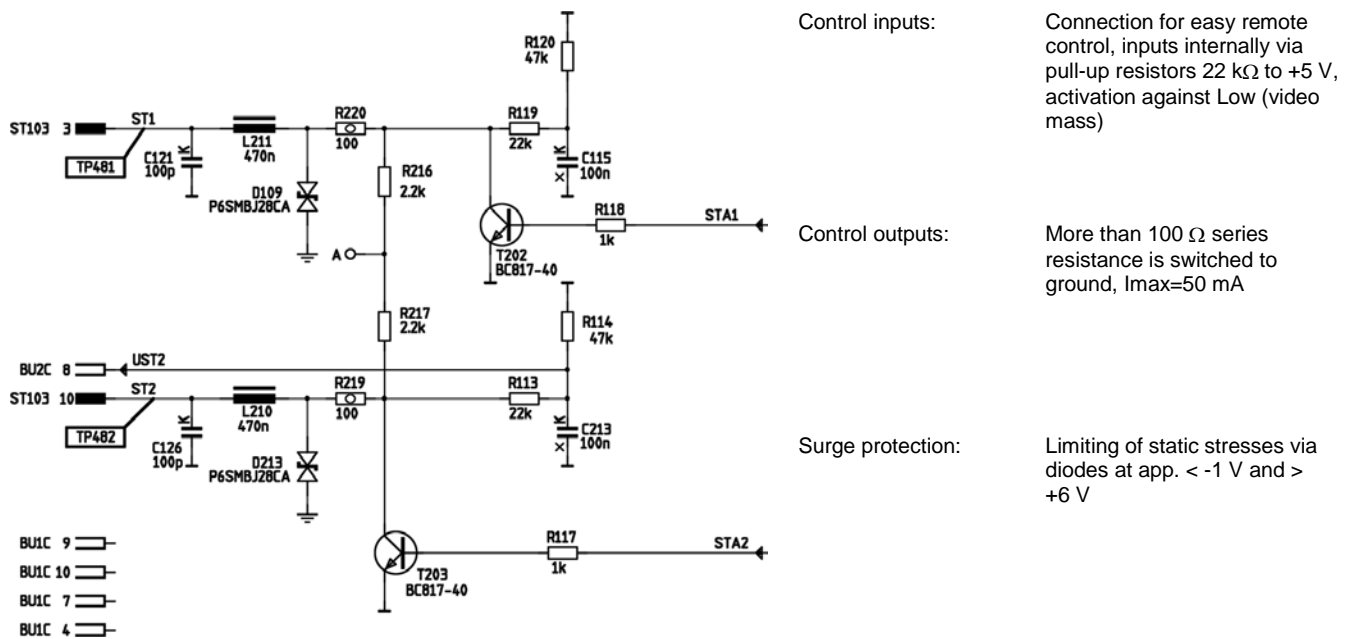 R120
47k
ST103 3
ST1
TP481
C121
100p
K
L211
470n
R220
100
D109
P6SMBJ28CA
R216
2.2k
R119
22k
K
C115
100n
x
R118
1k
STA1
T202
BC817-40
A
R217
2.2k
R114
47k
BU2C 8
UST2
ST103 10
ST2
TP482
C126
100p
K
L210
470n
R219
100
D213
P6SMBJ28CA
R113
22k
K
C213
100n
x
R117
1k
STA2
T203
BC817-40
BU1C 9
BU1C 10
BU1C 7
BU1C 4
Control inputs:
Connection for easy remote
control, inputs internally via
pull-up resistors 22 kΩ to +5 V,
activation against Low (video
mass)
Control outputs:
More than 100 Ω series
resistance is switched to
ground, Imax=50 mA
Surge protection:
Limiting of static stresses via
diodes at app. < -1 V and >
+6 V